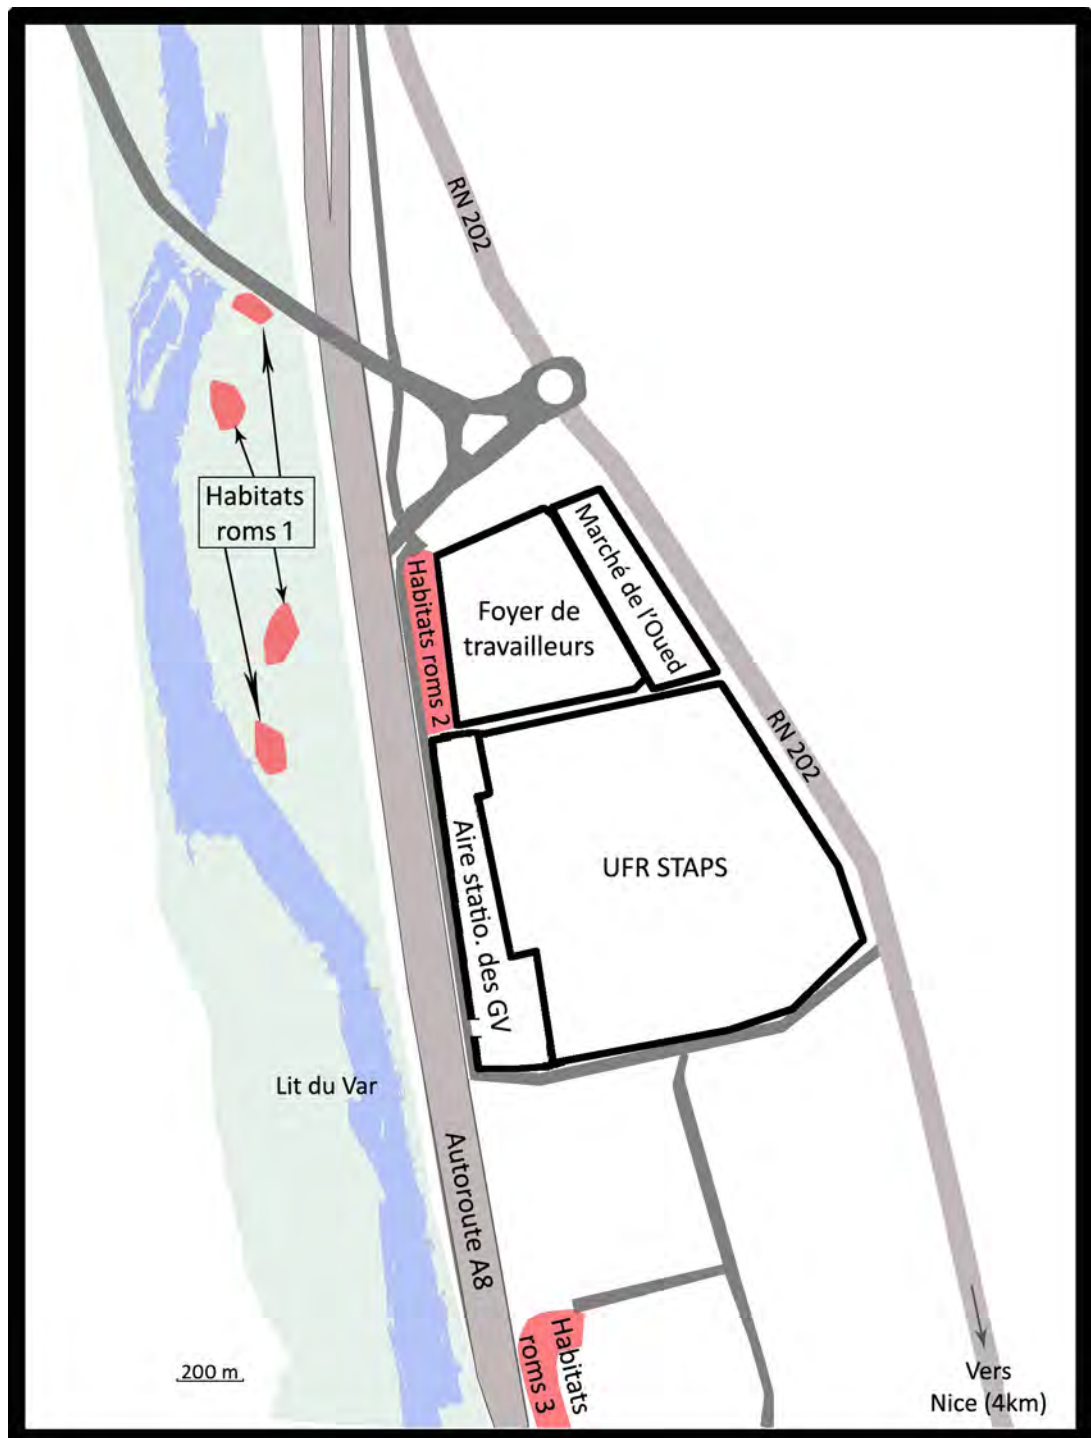 RN 202
Habitats
roms 1
Marché de l'Oued
Habitats roms 2
Foyer de
travailleurs
RN 202
Aire statio. des GV
UFR STAPS
Lit du Var
Autoroute A8
Habitats
roms 3
200 m
Vers
Nice (4km)